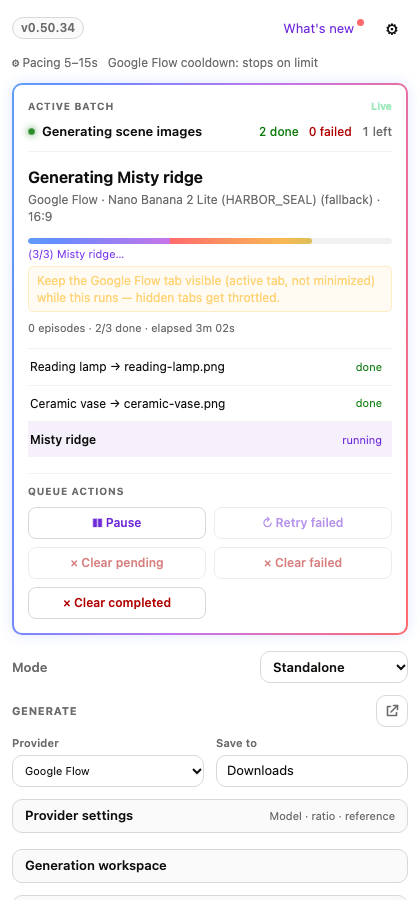 v0.50.34
What's new
Pacing 5–15s Google Flow cooldown: stops on limit
ACTIVE BATCH
Live
Generating scene images
2 done 0 failed 1 left
Generating Misty ridge
Google Flow · Nano Banana 2 Lite (HARBOR_SEAL) (fallback) ·
16:9
(3/3) Misty ridge...
Keep the Google Flow tab visible (active tab, not minimized)
while this runs — hidden tabs get throttled.
0 episodes · 2/3 done · elapsed 3m 02s
Reading lamp → reading-lamp.png
done
Ceramic vase → ceramic-vase.png
done
Misty ridge
running
QUEUE ACTIONS
Pause
↻ Retry failed
× Clear pending
× Clear failed
× Clear completed
Mode
Standalone
GENERATE
Provider
Save to
Google Flow
Downloads
Provider settings
Model · ratio · reference
Generation workspace